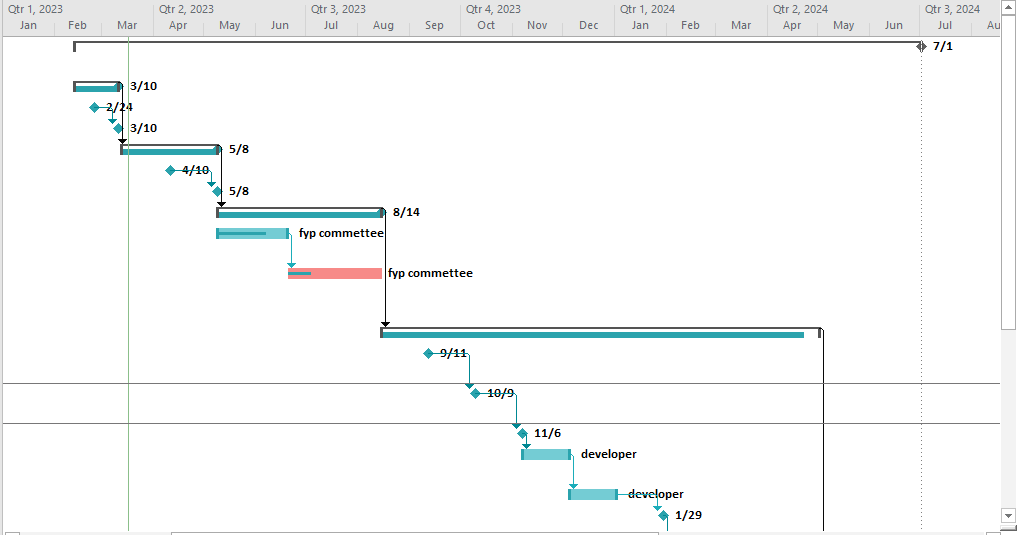 Qtr 1, 2023 Qtr 2, 2023 Qtr 3, 2023 Qtr 4, 2023 Qtr 1, 2024 Qtr 2, 2024 Qtr 3, 2024
Jan Feb Mar Apr May Jun Jul Aug Sep Oct Nov Dec Jan Feb Mar Apr May Jun Jul Au
7/1
3/10
2/24
3/10
5/8
4/10
5/8
8/14
fyp commettee
fyp commettee
9/11
10/9
11/6
developer
developer
1/29